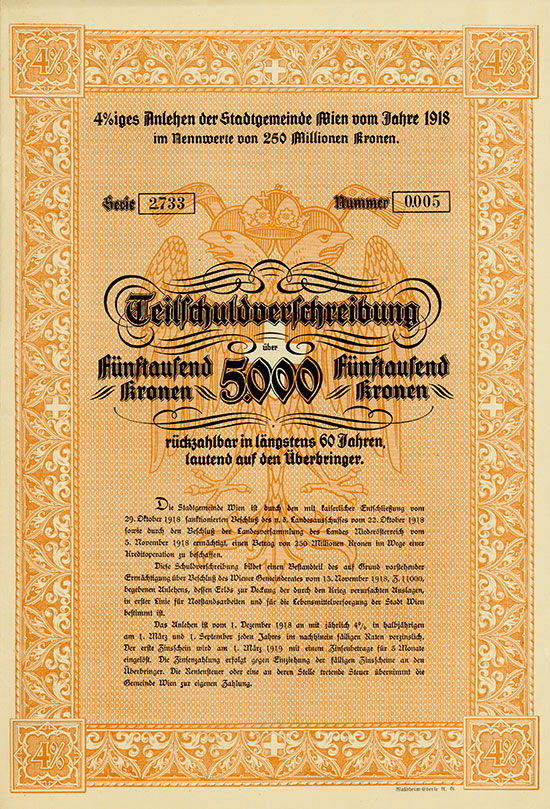 4% 4%
4%iges Anlehen der Stadtgemeinde Wien vom Jahre 1918
im Nennwerte von 250 Millionen Kronen.
Serie 2733 Nummer 0.005
Teilschuldverschreibung
über
Fünftausend Kronen 5.000 Fünftausend Kronen
rückzahlbar in längstens 60 Jahren,
lautend auf den Überbringer.
Die Stadtgemeinde Wien ist durch den mit kaiserlicher Entschließung vom
29. Oktober 1918 sanktionierten Beschluß des n. ö. Landesausschusses vom 22. Oktober 1918
sowie durch den Beschluß der Landesversammlung des Landes Niederösterreich vom
5. November 1918 ermächtigt, einen Betrag von 250 Millionen Kronen im Wege einer
Kreditoperation zu beschaffen.
Diese Schuldverschreibung bildet einen Bestandteil des auf Grund vorstehender
Ermächtigung über Beschluß des Wiener Gemeinderates vom 13. November 1918, Z. 11000,
begebenen Anlehens, dessen Erlös zur Deckung der durch den Krieg verursachten Auslagen,
in erster Linie für Notstandsarbeiten und für die Lebensmittelversorgung der Stadt Wien
bestimmt ist.
Das Anlehen ist vom 1. Dezember 1918 an mit jährlich 4% in halbjährigen
am 1. März und 1. September jeden Jahres im nachhinein fälligen Raten verzinslich.
Der erste Zinsschein wird am 1. März 1919 mit einem Zinsenbetrage für 3 Monate
eingelöst. Die Zinsenzahlung erfolgt gegen Einziehung der fälligen Zinsscheine an den
Überbringer. Die Rentensteuer oder eine an deren Stelle tretende Steuer übernimmt die
Gemeinde Wien zur eigenen Zahlung.
4% 4%
Waldheim-Eberle A. G.